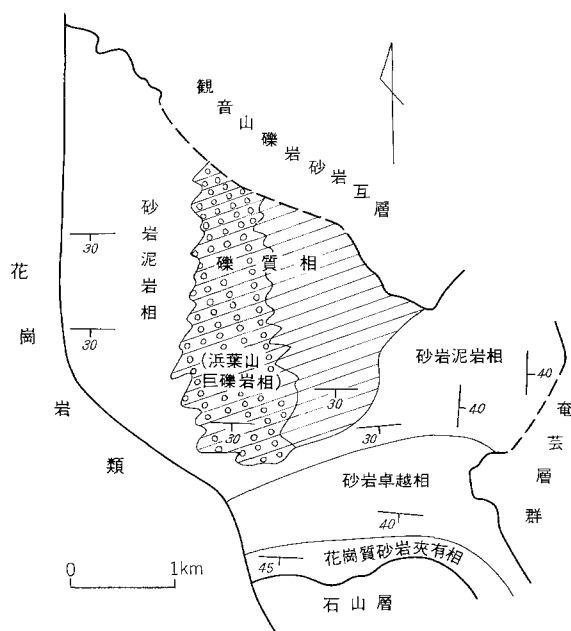 観音山礫岩砂岩互層
砂岩泥岩相
30
礫質相
花崗岩類
30
(浜葉山
巨礫岩相)
砂岩泥岩相
40
30
40
30
30
奄芸層群
砂岩卓越相
40
花崗質砂岩夾有相
45
0 1km
石山層